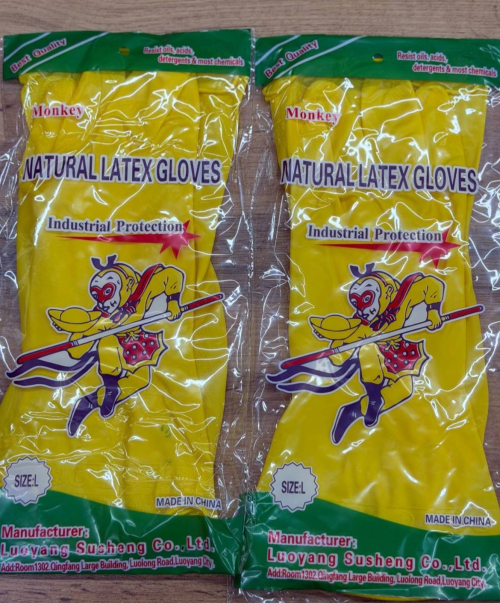 Best Quality
Resist oils, acids,
detergents & most chemicals
Monkey
NATURAL LATEX GLOVES
Industrial Protection
SIZE:L
MADE IN CHINA
Manufacturer:
Luoyang Susheng Co.,Ltd.
Add:Room1302,Qingfang Large Building, Luolong Road,Luoyang City.
Best Quality
Resist oils, acids,
detergents & most chemicals
Monkey
NATURAL LATEX GLOVES
Industrial Protection
SIZE:L
MADE IN CHINA
Manufacturer:
Luoyang Susheng Co.,Ltd.
Add:Room1302,Qingfang Large Building, Luolong Road,Luoyang City.